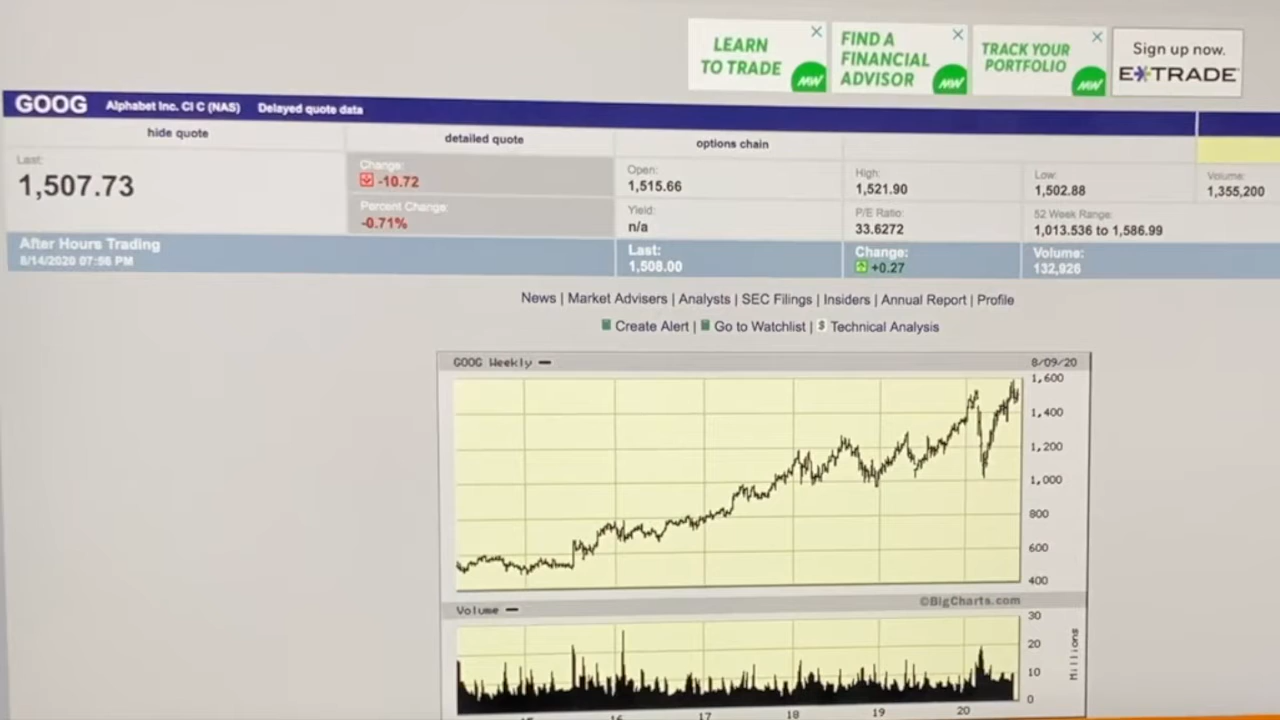 LEARN
TO TRADE
MW
FIND A
FINANCIAL
ADVISOR
MW
TRACK YOUR
PORTFOLIO
MW
Sign up now.
E*TRADE
GOOG Alphabet Inc. Cl C (NAS) Delayed quote data
hide quote detailed quote options chain
Last:
1,507.73
Change:
-10.72
Percent Change:
-0.71%
Open:
1,515.66
High:
1,521.90
Low:
1,502.88
Volume:
1,355,200
Yield:
n/a
P/E Ratio:
33.6272
52 Week Range:
1,013.536 to 1,586.99
After Hours Trading
8/14/2020 07:56 PM
Last:
1,508.00
Change:
+0.27
Volume:
132,926
News | Market Advisers | Analysts | SEC Filings | Insiders | Annual Report | Profile
Create Alert | Go to Watchlist | $ Technical Analysis
GOOG Weekly 8/09/20
1,600
1,400
1,200
1,000
800
600
400
©BigCharts.com
Volume
30
20
10
0
Millions
16 17 18 19 20